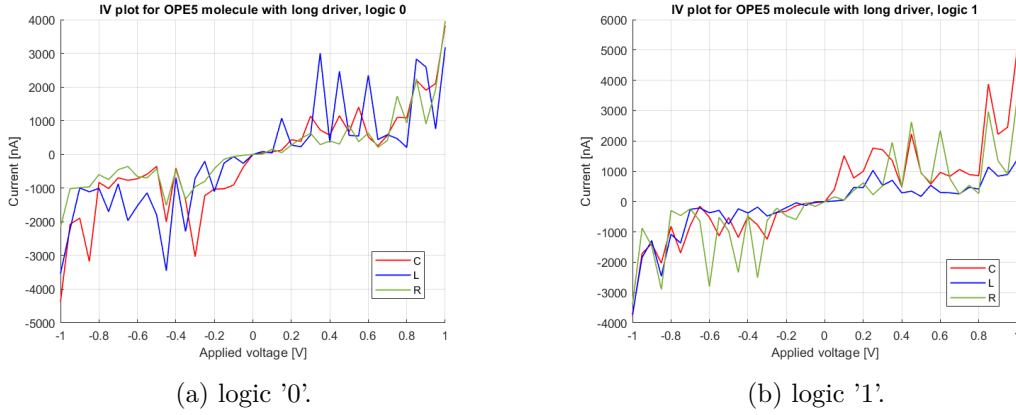 IV plot for OPE5 molecule with long driver, logic 0
4000
3000
2000
1000
0
-1000
-2000
-3000
-4000
-5000
Current [nA]
-1 -0.8 -0.6 -0.4 -0.2 0 0.2 0.4 0.6 0.8 1
Applied voltage [V]
C
L
R
(a) logic '0'.
IV plot for OPE5 molecule with long driver, logic 1
6000
5000
4000
3000
2000
1000
0
-1000
-2000
-3000
-4000
Current [nA]
-1 -0.8 -0.6 -0.4 -0.2 0 0.2 0.4 0.6 0.8 1
Applied voltage [V]
C
L
R
(b) logic '1'.